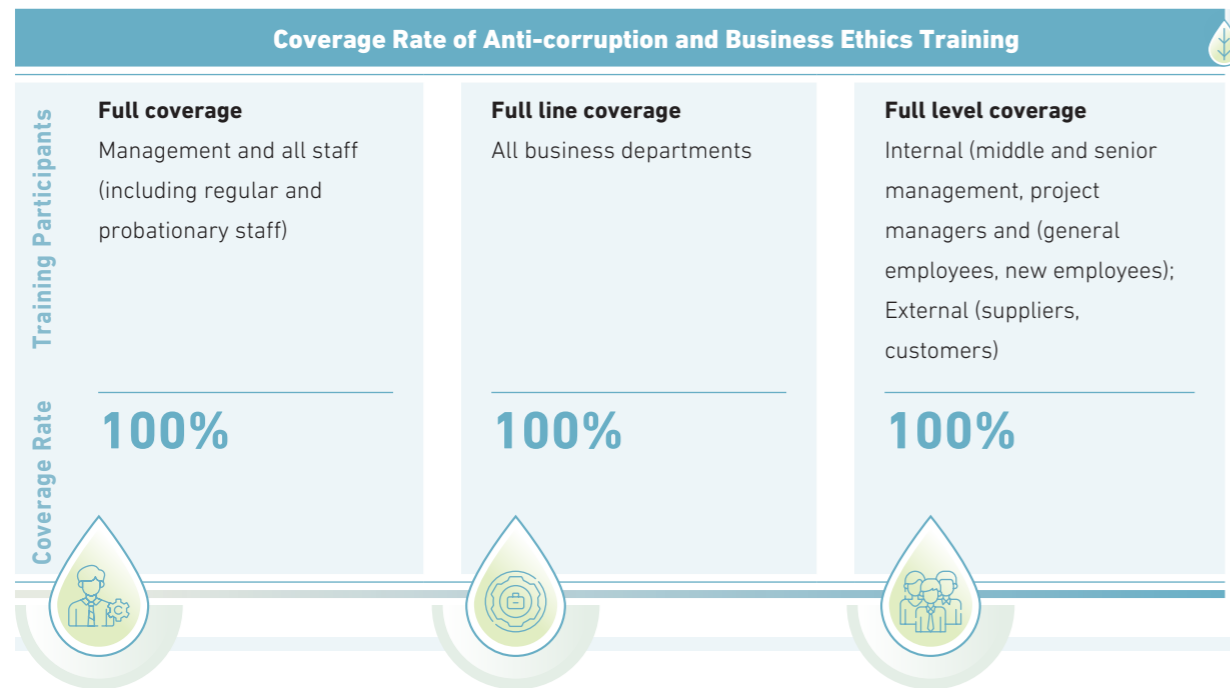 Coverage Rate of Anti-corruption and Business Ethics Training
Training Participants
Full coverage
Management and all staff
(including regular and
probationary staff)
Full line coverage
All business departments
Full level coverage
Internal (middle and senior
management, project
managers and (general
employees, new employees);
External (suppliers,
customers)
Coverage Rate
100%
100%
100%